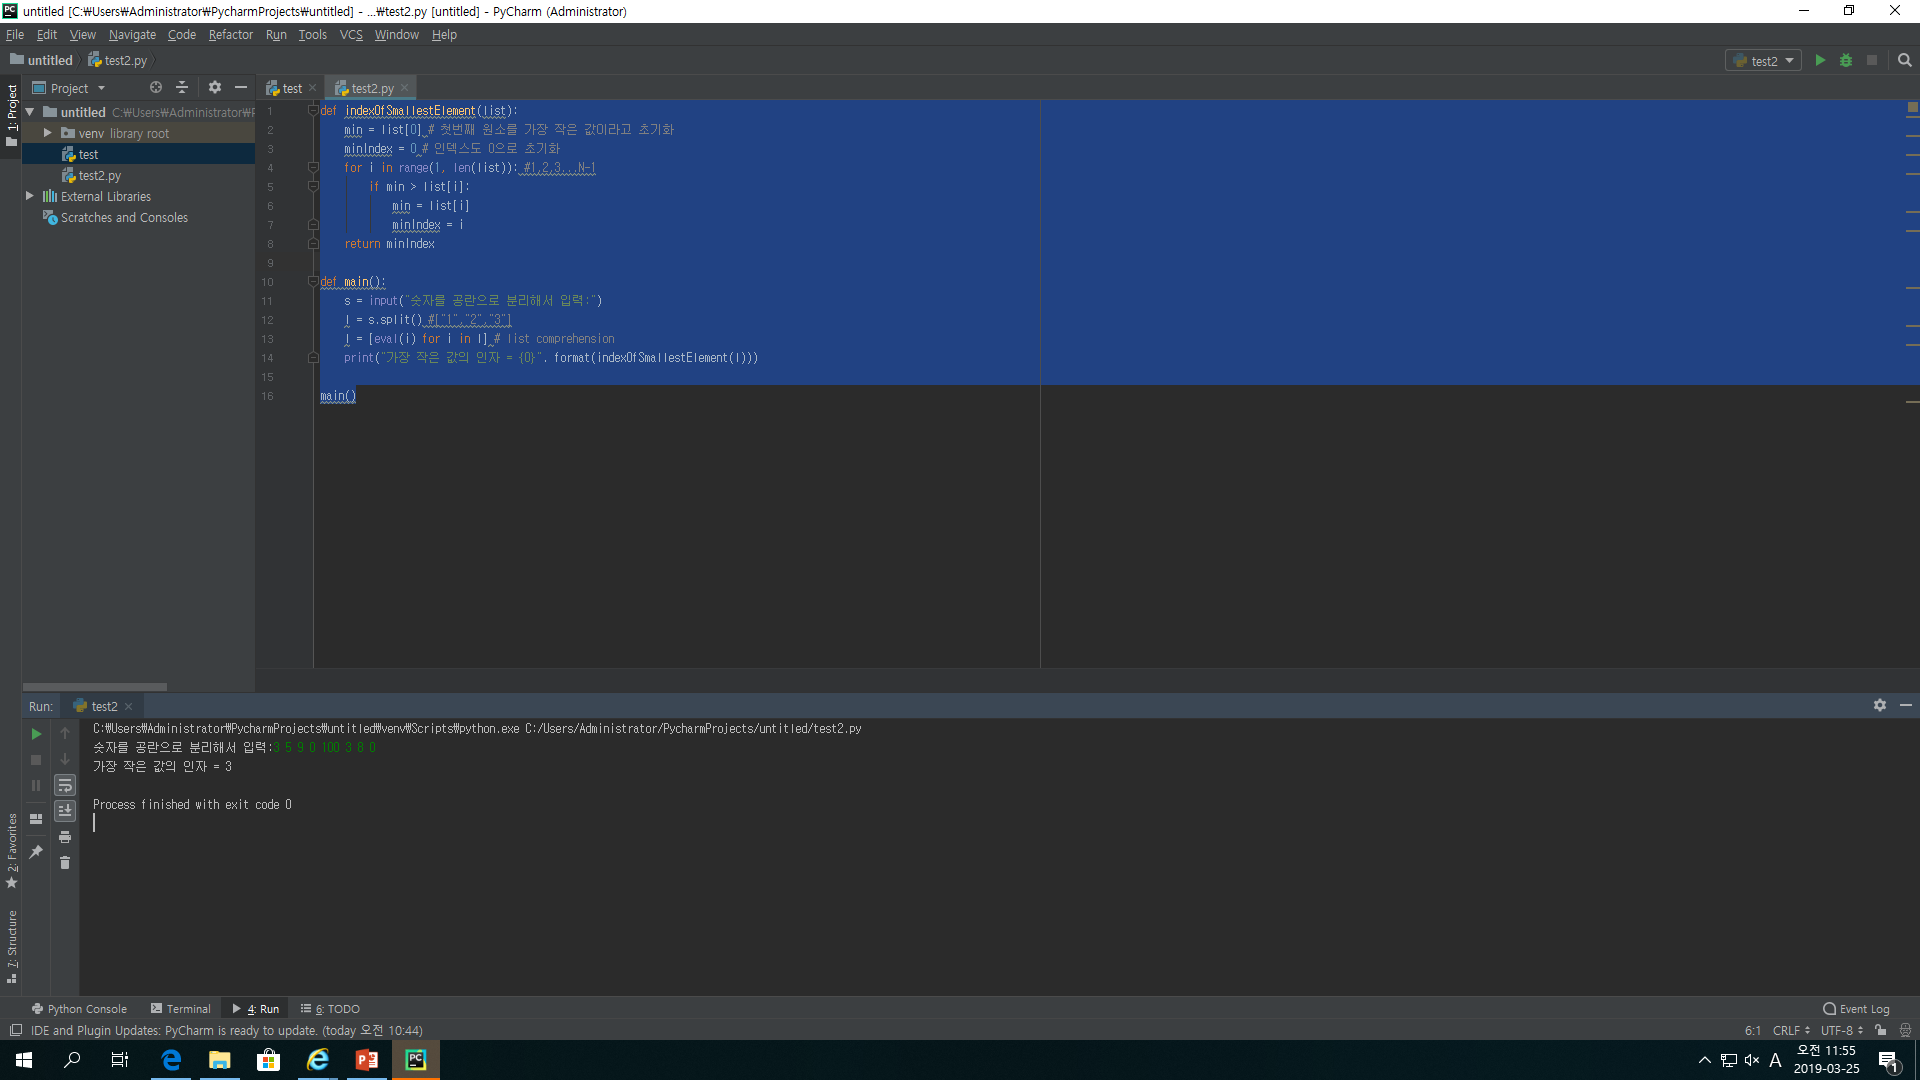 untitled [C:₩Users₩Administrator₩PycharmProjects₩untitled] - ...₩test2.py [untitled] - PyCharm (Administrator)
File Edit View Navigate Code Refactor Run Tools VCS Window Help
untitled test2.py
test2
1: Project
Project
test test2.py
untitled C:₩Users₩Administrator₩P
venv library root
test
test2.py
External Libraries
Scratches and Consoles
1 def indexOfSmallestElement(list):
2 min = list[0] # 첫번째 원소를 가장 작은 값이라고 초기화
3 minIndex = 0 # 인덱스도 0으로 초기화
4 for i in range(1, len(list)): #1,2,3...N-1
5 if min > list[i]:
6 min = list[i]
7 minIndex = i
8 return minIndex
9
10 def main():
11 s = input("숫자를 공란으로 분리해서 입력:")
12 l = s.split() #["1","2","3"]
13 l = [eval(i) for i in l] # list comprehension
14 print("가장 작은 값의 인자 = {0}". format(indexOfSmallestElement(l)))
15
16 main()
Run: test2
C:₩Users₩Administrator₩PycharmProjects₩untitled₩venv₩Scripts₩python.exe C:/Users/Administrator/PycharmProjects/untitled/test2.py
숫자를 공란으로 분리해서 입력:3 5 9 0 100 3 8 0
가장 작은 값의 인자 = 3
Process finished with exit code 0
2: Favorites
7: Structure
Python Console Terminal 4: Run 6: TODO Event Log
IDE and Plugin Updates: PyCharm is ready to update. (today 오전 10:44) 6:1 CRLF UTF-8
A 오전 11:55
2019-03-25
1